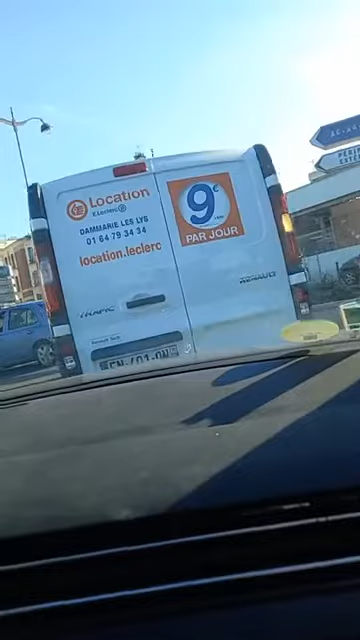 Location
E.Leclerc
DAMMARIE LES LYS
01 64 79 34 34
location.leclerc
9€
PAR JOUR
TRAFIC
RENAULT